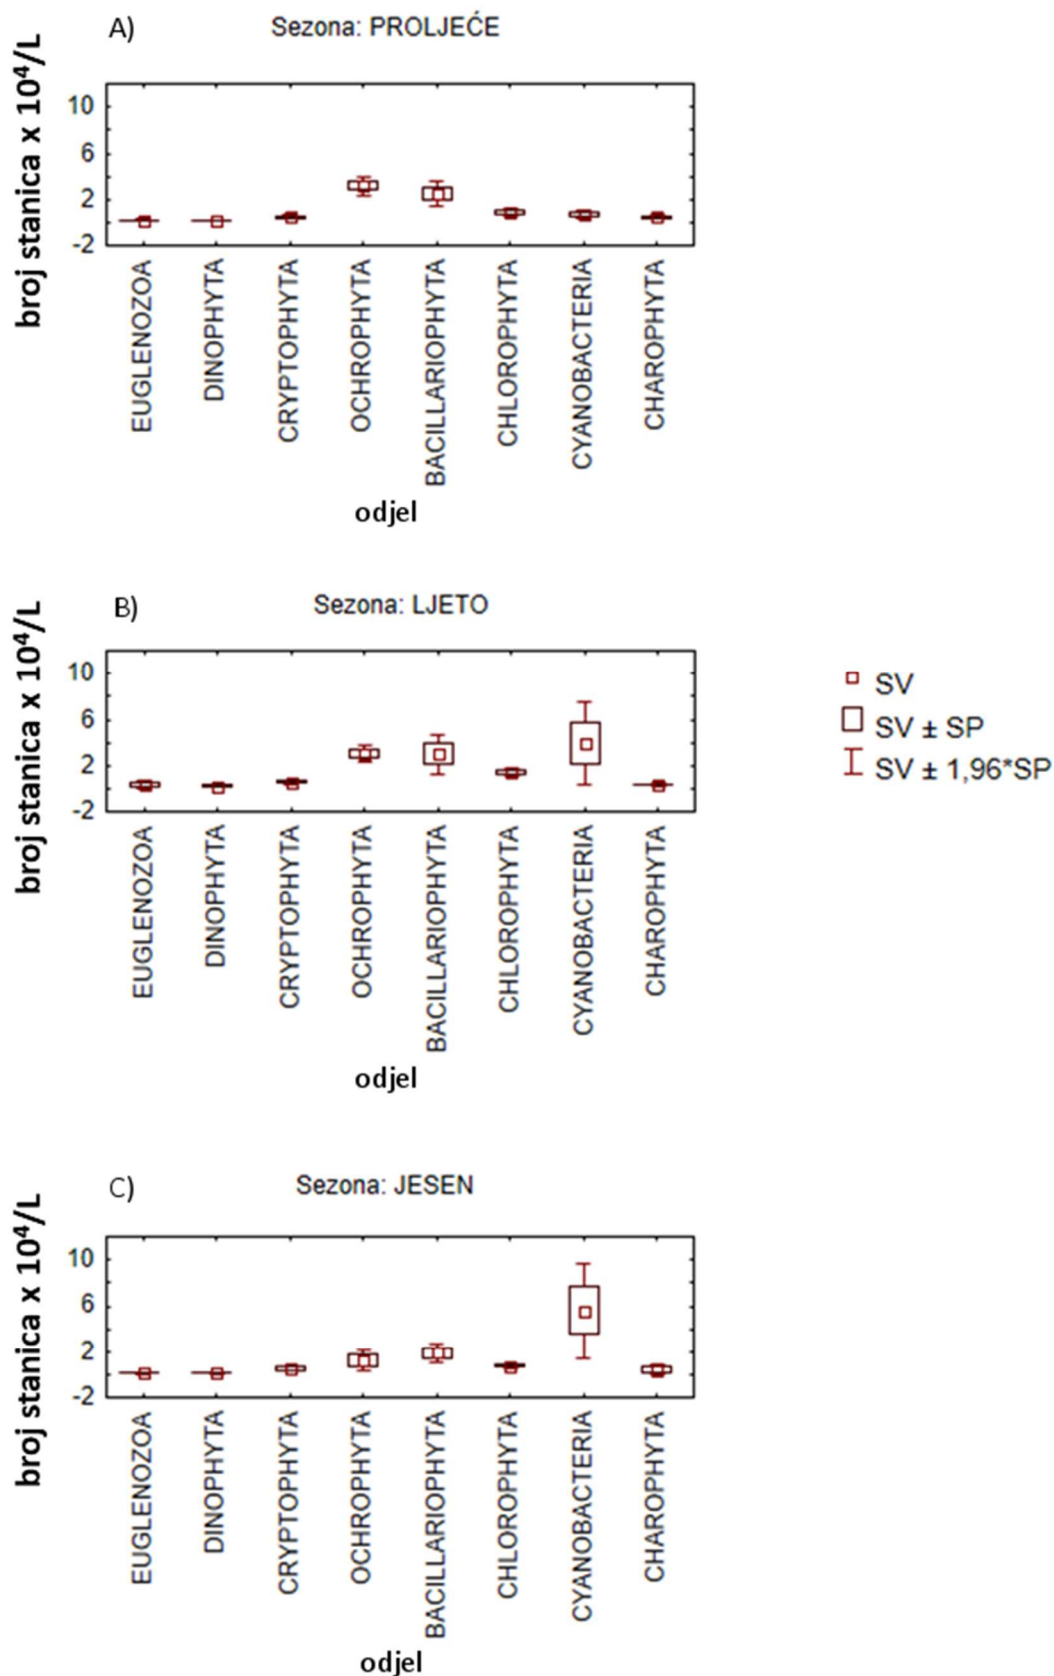 A)
Sezona: PROLJEĆE
broj stanica x 10⁴/L
10
6
2
-2
EUGLENOZOA
DINOPHYTA
CRYPTOPHYTA
OCHROPHYTA
BACILLARIOPHYTA
CHLOROPHYTA
CYANOBACTERIA
CHAROPHYTA
odjel
B)
Sezona: LJETO
broj stanica x 10⁴/L
10
6
2
-2
EUGLENOZOA
DINOPHYTA
CRYPTOPHYTA
OCHROPHYTA
BACILLARIOPHYTA
CHLOROPHYTA
CYANOBACTERIA
CHAROPHYTA
odjel
SV
SV ± SP
SV ± 1,96*SP
C)
Sezona: JESEN
broj stanica x 10⁴/L
10
6
2
-2
EUGLENOZOA
DINOPHYTA
CRYPTOPHYTA
OCHROPHYTA
BACILLARIOPHYTA
CHLOROPHYTA
CYANOBACTERIA
CHAROPHYTA
odjel